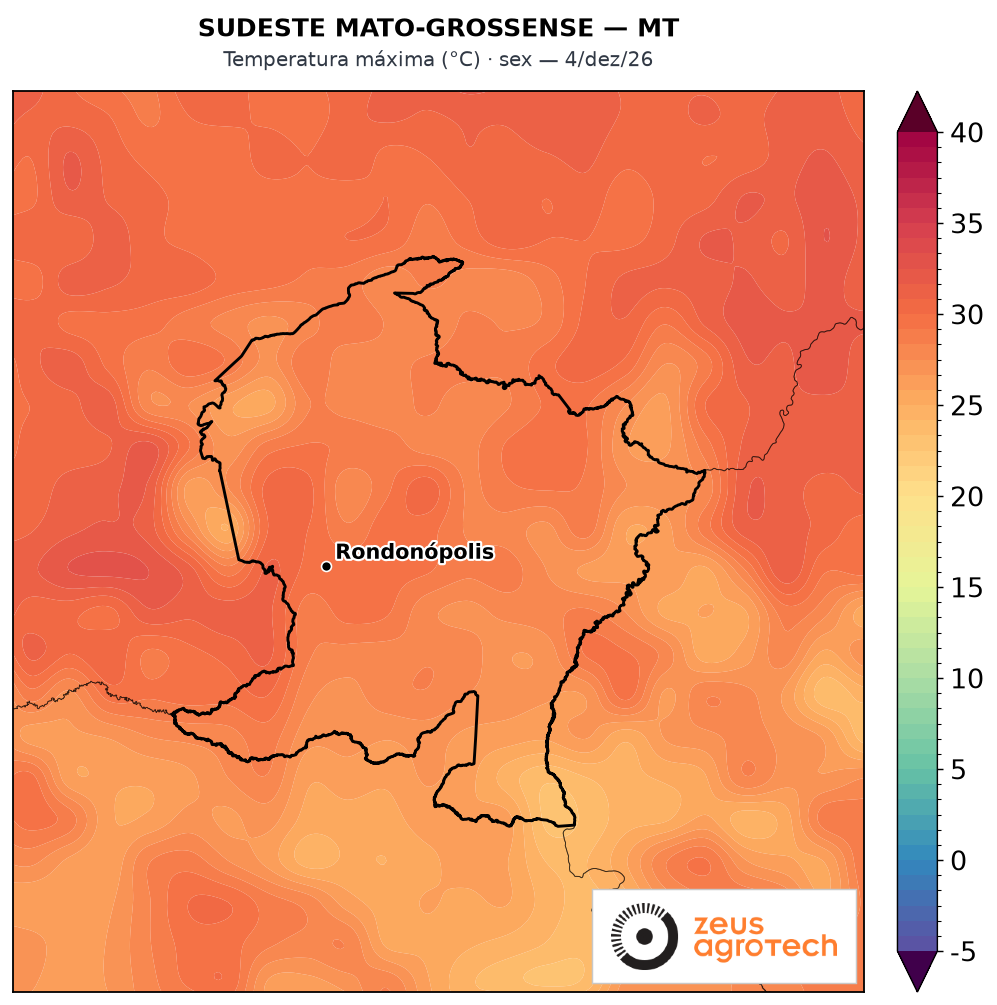 SUDESTE MATO-GROSSENSE — MT
Temperatura máxima (°C) · sex — 4/dez/26
40
35
30
25
20
15
10
5
0
-5
Rondonópolis
zeus
agrotech